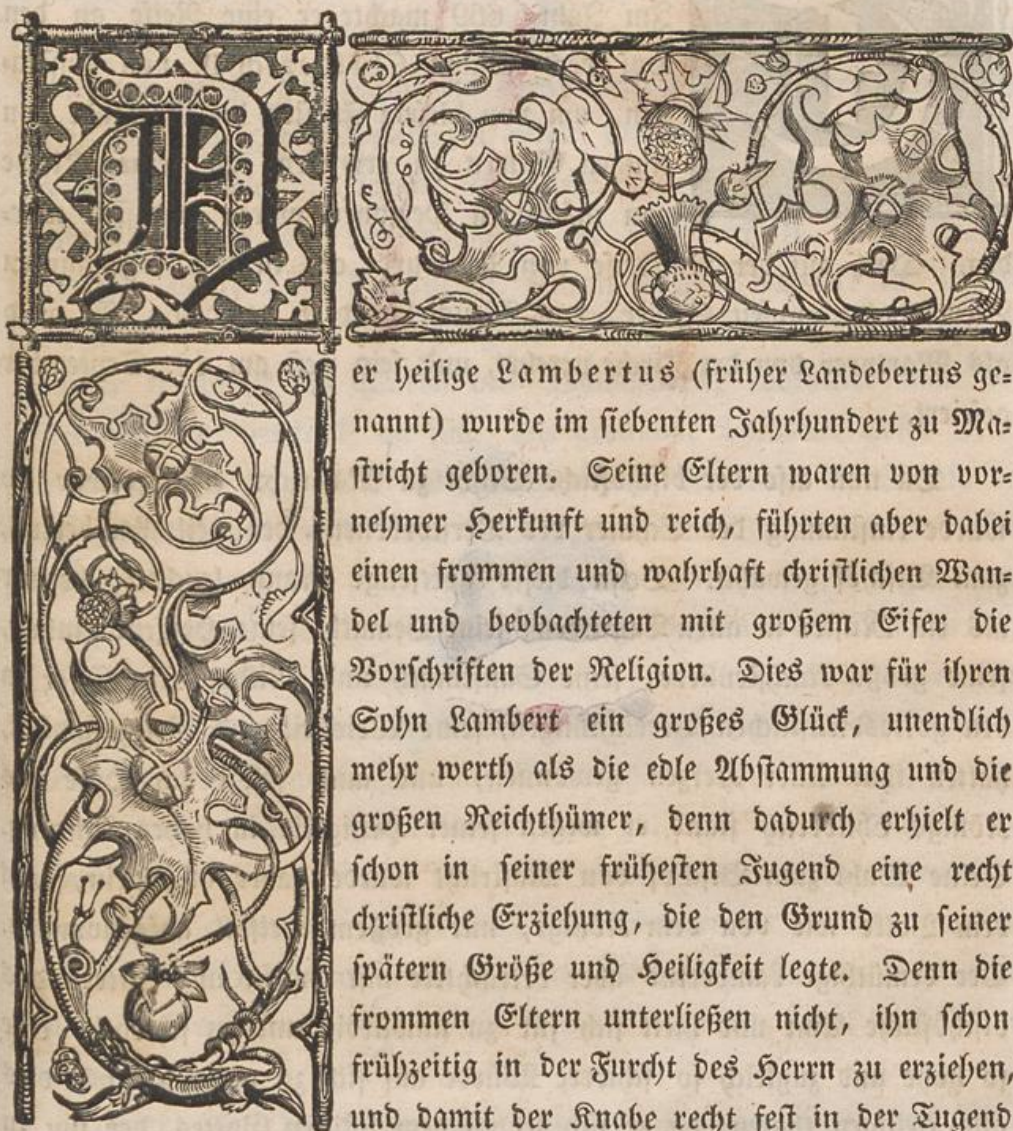 Der heilige Lambertus (früher Landebertus ge=
nannt) wurde im siebenten Jahrhundert zu Ma=
stricht geboren. Seine Eltern waren von vor=
nehmer Herkunft und reich, führten aber dabei
einen frommen und wahrhaft christlichen Wan=
del und beobachteten mit großem Eifer die
Vorschriften der Religion. Dies war für ihren
Sohn Lambert ein großes Glück, unendlich
mehr werth als die edle Abstammung und die
großen Reichthümer, denn dadurch erhielt er
schon in seiner frühesten Jugend eine recht
christliche Erziehung, die den Grund zu seiner
spätern Größe und Heiligkeit legte. Denn die
frommen Eltern unterließen nicht, ihn schon
frühzeitig in der Furcht des Herrn zu erziehen,
und damit der Knabe recht fest in der Tugend